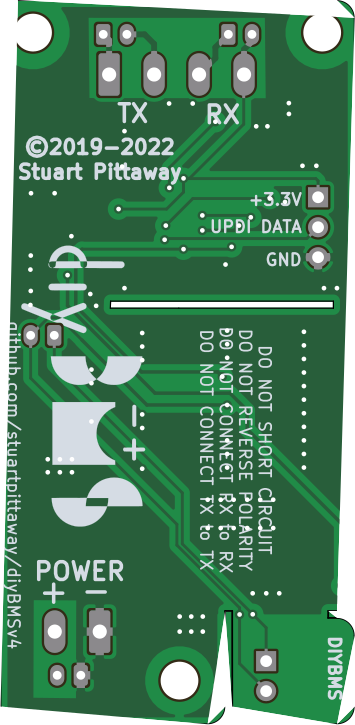 TX RX
©2019-2022
Stuart Pittaway
+3.3V
UPDI DATA
GND
DO NOT SHORT CIRCUIT
DO NOT REVERSE POLARITY
DO NOT CONNECT RX to RX
DO NOT CONNECT TX to TX
github.com/stuartpittaway/diyBMSv4
- +
POWER
+ -
DIYBMS